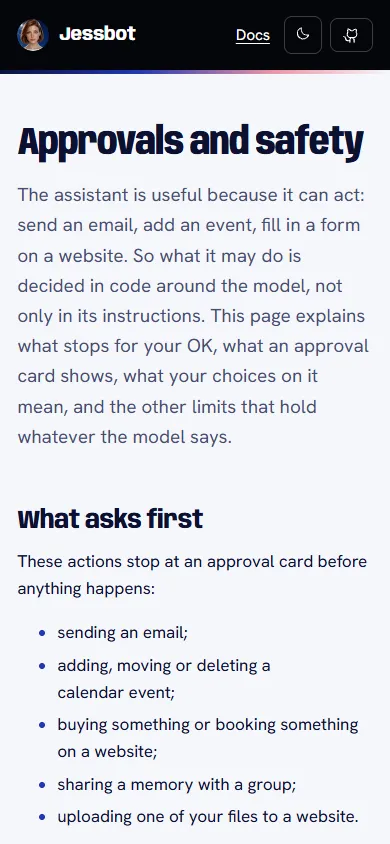 Jessbot
Docs
Approvals and safety
The assistant is useful because it can act:
send an email, add an event, fill in a form
on a website. So what it may do is
decided in code around the model, not
only in its instructions. This page explains
what stops for your OK, what an approval
card shows, what your choices on it
mean, and the other limits that hold
whatever the model says.
What asks first
These actions stop at an approval card before
anything happens:
• sending an email;
• adding, moving or deleting a
calendar event;
• buying something or booking something
on a website;
• sharing a memory with a group;
• uploading one of your files to a website.